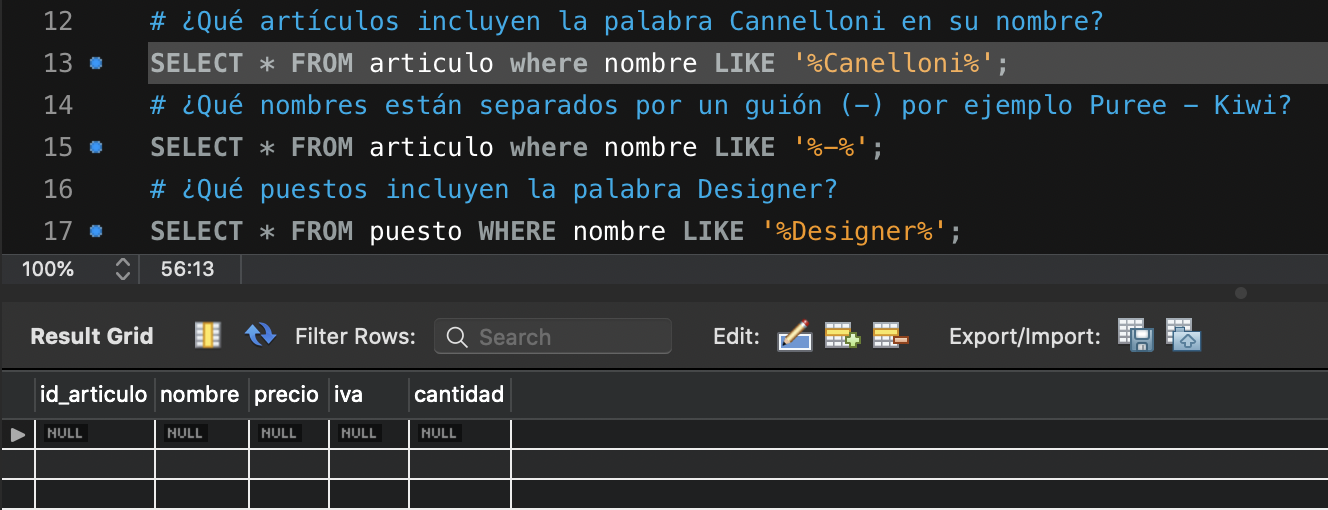 12 # ¿Qué artículos incluyen la palabra Cannelloni en su nombre?
13 SELECT * FROM articulo where nombre LIKE '%Canelloni%';
14 # ¿Qué nombres están separados por un guión (-) por ejemplo Puree - Kiwi?
15 SELECT * FROM articulo where nombre LIKE '%-%';
16 # ¿Qué puestos incluyen la palabra Designer?
17 SELECT * FROM puesto WHERE nombre LIKE '%Designer%';
100% 56:13
Result Grid Filter Rows: Search Edit: Export/Import:
id_articulo nombre precio iva cantidad
NULL NULL NULL NULL NULL